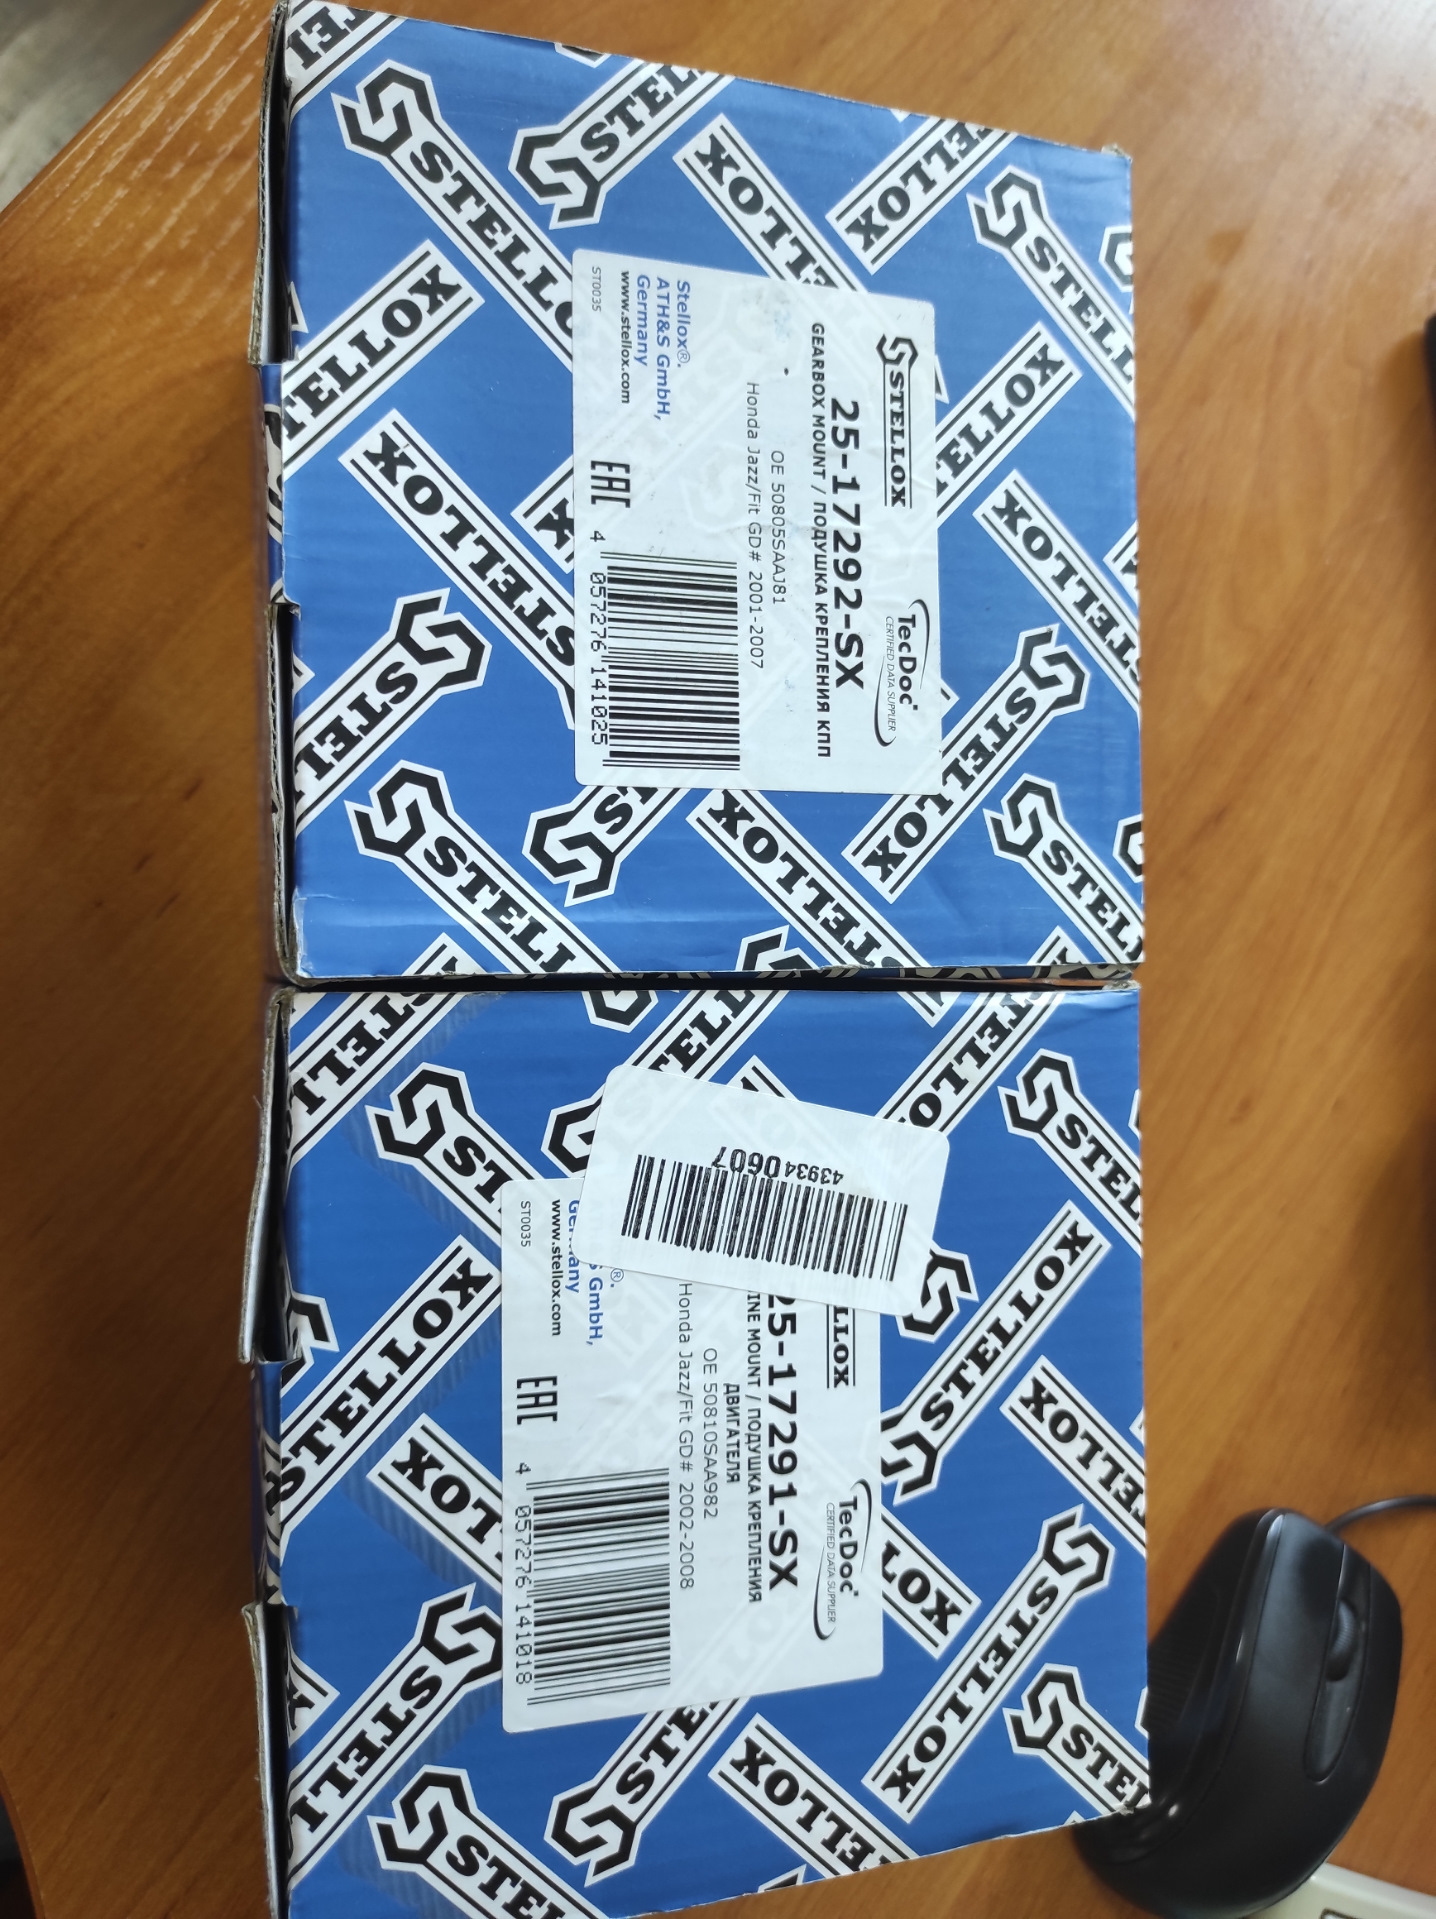 STELLOX
TecDoc
CERTIFIED DATA SUPPLIER
25-17292-SX
GEARBOX MOUNT / ПОДУШКА КРЕПЛЕНИЯ КПП
OE 50805SAAJ81
Honda Jazz/Fit GD# 2001-2007
Stellox®.
ATH&S GmbH,
Germany
www.stellox.com
ST0035
EAC
4 057276 141025
43934 0607
LLOX
TecDoc
CERTIFIED DATA SUPPLIER
25-17291-SX
INE MOUNT / ПОДУШКА КРЕПЛЕНИЯ
ДВИГАТЕЛЯ
OE 50810SAA982
Honda Jazz/Fit GD# 2002-2008
®.
GmbH,
www.stellox.com
ST0035
EAC
4 057276 141018